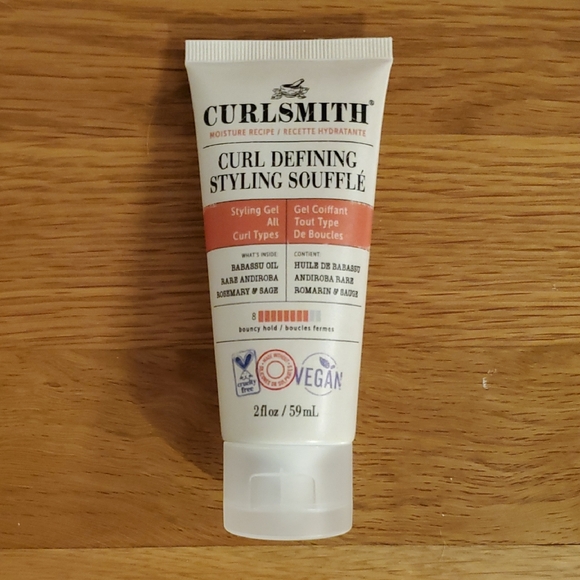 CURLSMITH®
MOISTURE RECIPE / RECETTE HYDRATANTE
CURL DEFINING
STYLING SOUFFLÉ
Styling Gel
All
Curl Types
Gel Coiffant
Tout Type
De Boucles
WHAT'S INSIDE:
BABASSU OIL
RARE ANDIROBA
ROSEMARY & SAGE
CONTIENT:
HUILE DE BABASSU
ANDIROBA RARE
ROMARIN & SAUGE
8
bouncy hold / boucles fermes
cruelty
free
VEGAN
2 fl oz / 59 mL